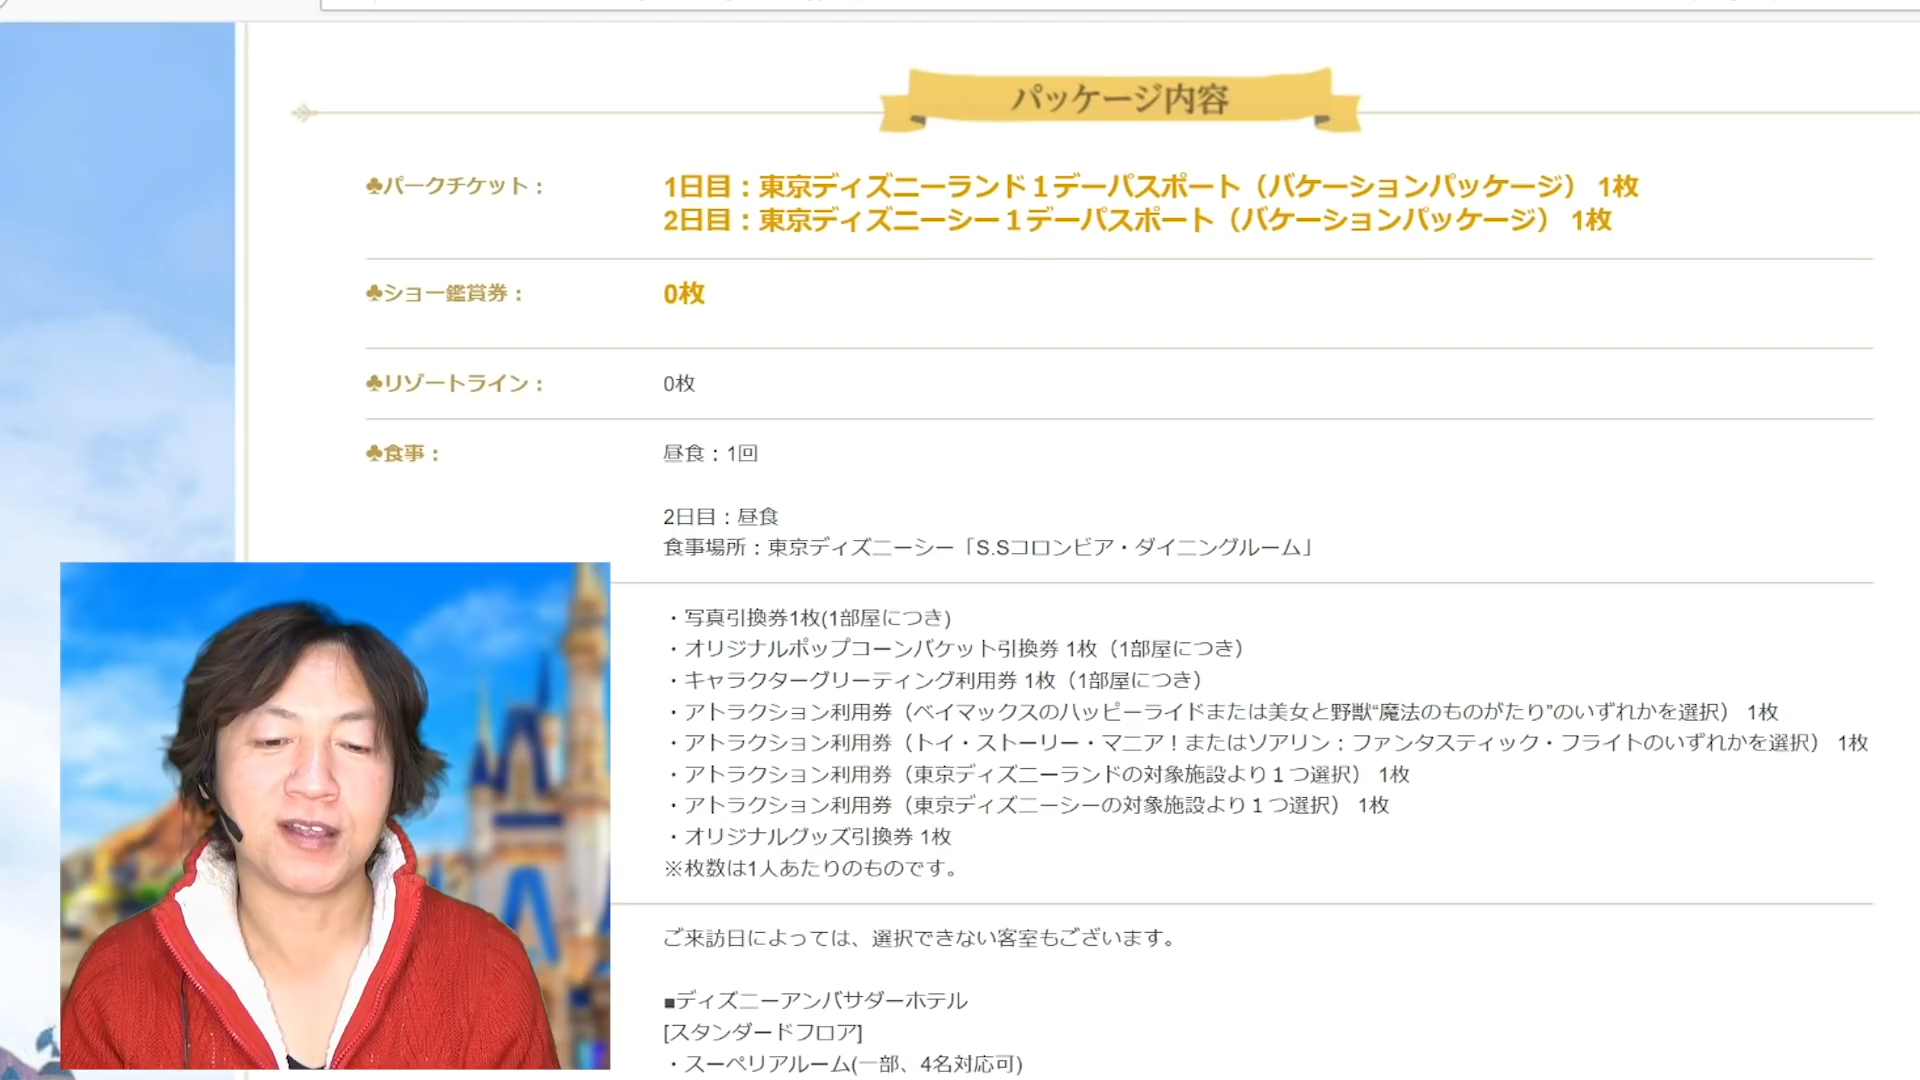 パッケージ内容
♣パークチケット：
1日目：東京ディズニーランド１デーパスポート（バケーションパッケージ） 1枚
2日目：東京ディズニーシー１デーパスポート（バケーションパッケージ） 1枚
♣ショー鑑賞券：
0枚
♣リゾートライン：
0枚
♣食事：
昼食：1回
2日目：昼食
食事場所：東京ディズニーシー「S.Sコロンビア・ダイニングルーム」
・写真引換券1枚(1部屋につき)
・オリジナルポップコーンバケット引換券 1枚（1部屋につき）
・キャラクターグリーティング利用券 1枚（1部屋につき）
・アトラクション利用券（ベイマックスのハッピーライドまたは美女と野獣“魔法のものがたり”のいずれかを選択） 1枚
・アトラクション利用券（トイ・ストーリー・マニア！またはソアリン：ファンタスティック・フライトのいずれかを選択） 1枚
・アトラクション利用券（東京ディズニーランドの対象施設より１つ選択） 1枚
・アトラクション利用券（東京ディズニーシーの対象施設より１つ選択） 1枚
・オリジナルグッズ引換券 1枚
※枚数は1人あたりのものです。
ご来訪日によっては、選択できない客室もございます。
■ディズニーアンバサダーホテル
[スタンダードフロア]
・スーペリアルーム(一部、4名対応可)